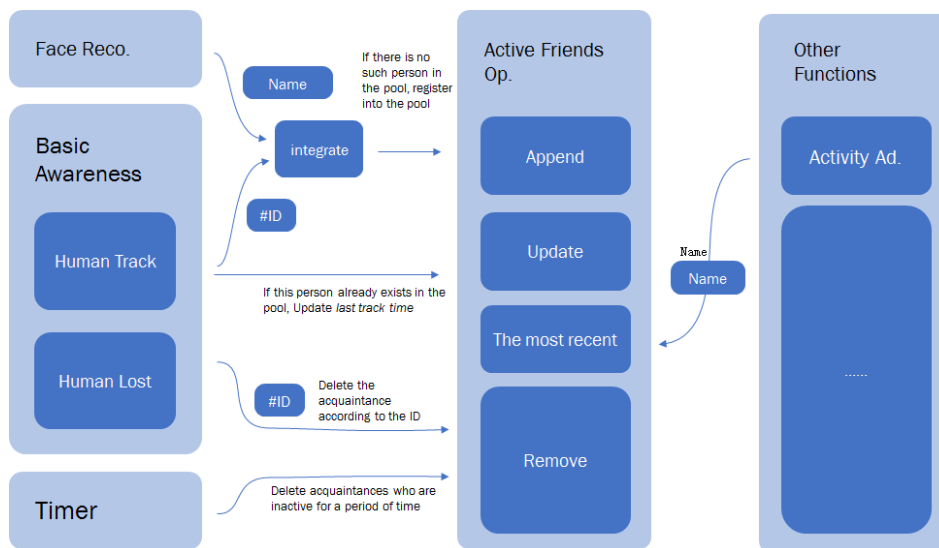 Face Reco.
Basic
Awareness
Human Track
Human Lost
Timer
Name
integrate
#ID
If there is no
such person in
the pool, register
into the pool
If this person already exists in the
pool, Update last track time
#ID
Delete the
acquaintance
according to the ID
Delete acquaintances who are
inactive for a period of time
Active Friends
Op.
Append
Update
The most recent
Remove
Name
Name
Other
Functions
Activity Ad.
......